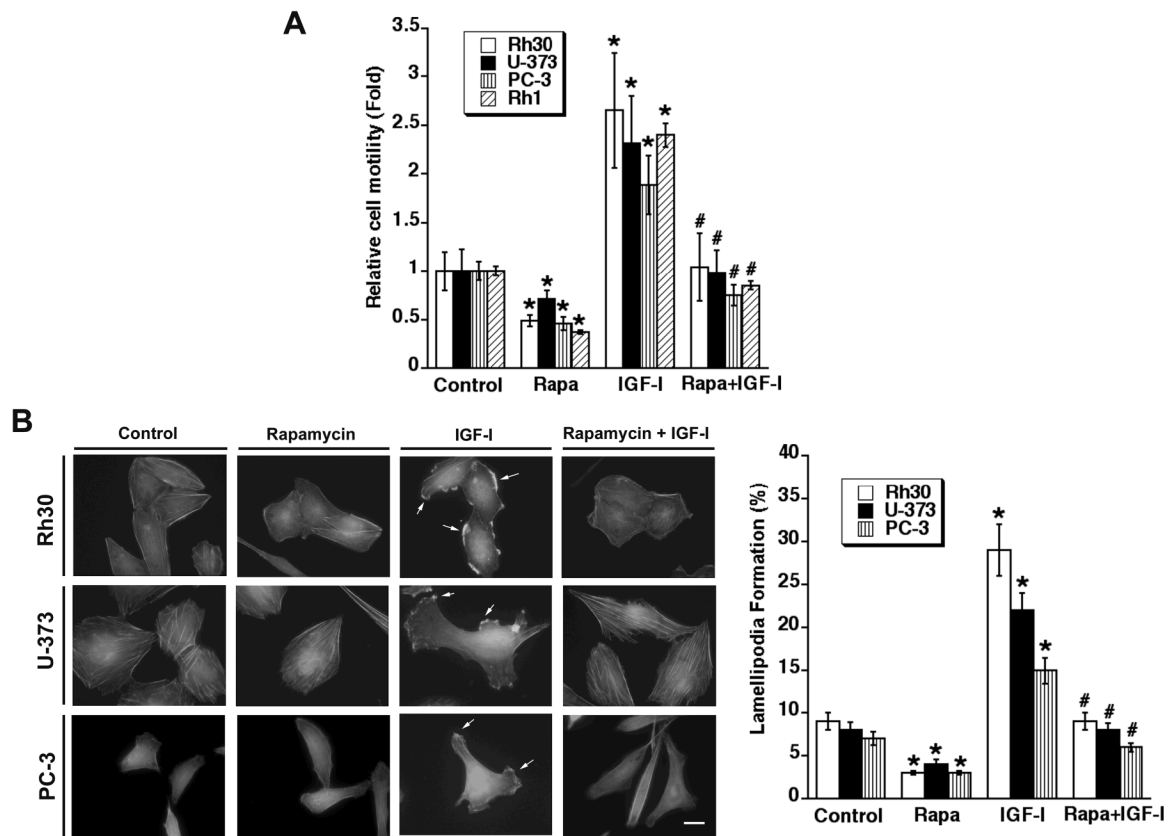 A
3.5
3
2.5
2
1.5
1
0.5
0
Relative cell motility (Fold)
Rh30
U-373
PC-3
Rh1
* * * *
* * * *
# # # #
Control Rapa IGF-I Rapa+IGF-I
B
Control Rapamycin IGF-I Rapamycin + IGF-I
Rh30
U-373
PC-3
40
35
30
25
20
15
10
5
0
Lamellipodia Formation (%)
Rh30
U-373
PC-3
* * *
* * *
# # #
Control Rapa IGF-I Rapa+IGF-I